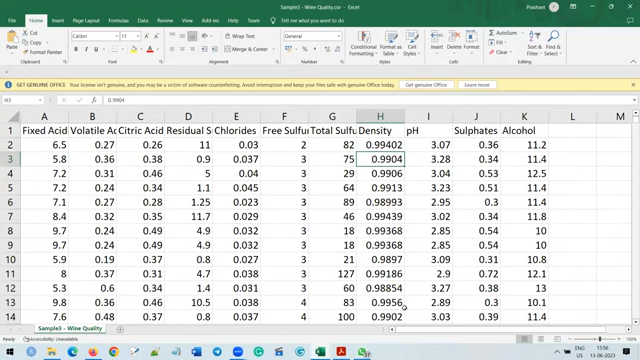 Sample3 - Wine Quality.csv - Excel
Prashant
File Home Insert Page Layout Formulas Data Review View Add-ins Help Tell me what you want to do
Cut
Copy
Format Painter
Paste
Clipboard
Calibri 11
B I U
Font
Wrap Text
Merge & Center
Alignment
General
Number
Conditional Formatting
Format as Table
Cell Styles
Styles
Insert Delete Format
Cells
AutoSum
Fill
Clear
Sort & Filter
Find & Select
Editing
GET GENUINE OFFICE Your license isn't genuine, and you may be a victim of software counterfeiting. Avoid interruption and keep your files safe with genuine Office today. Get genuine Office Learn more
H3 0.9904
A B C D E F G H I J K L M
1 Fixed Acid Volatile Ac Citric Acid Residual S Chlorides Free Sulfu Total Sulfu Density pH Sulphates Alcohol
2 6.5 0.27 0.26 11 0.03 2 82 0.99402 3.07 0.36 11.2
3 5.8 0.36 0.38 0.9 0.037 3 75 0.9904 3.28 0.34 11.4
4 7.2 0.31 0.46 5 0.04 3 29 0.9906 3.04 0.53 12.5
5 7.2 0.24 0.34 1.1 0.045 3 64 0.9913 3.23 0.51 11.4
6 7.1 0.27 0.28 1.25 0.023 3 89 0.98993 2.95 0.3 11.4
7 8.4 0.32 0.35 11.7 0.029 3 46 0.99439 3.02 0.34 11.8
8 9.7 0.24 0.49 4.9 0.032 3 18 0.99368 2.85 0.54 10
9 9.7 0.24 0.49 4.9 0.032 3 18 0.99368 2.85 0.54 10
10 5.9 0.19 0.37 0.8 0.027 3 21 0.9897 3.09 0.31 10.8
11 8 0.37 0.31 4.7 0.038 3 127 0.99186 2.9 0.72 12.1
12 5.3 0.6 0.34 1.4 0.031 3 60 0.98854 3.27 0.38 13
13 9.8 0.36 0.46 10.5 0.038 4 83 0.9956 2.89 0.3 10.1
14 7.6 0.48 0.37 0.8 0.037 4 100 0.9902 3.03 0.39 11.4
Sample3 - Wine Quality
Ready Accessibility: Unavailable
130%
ENG
15:56
13-06-2023